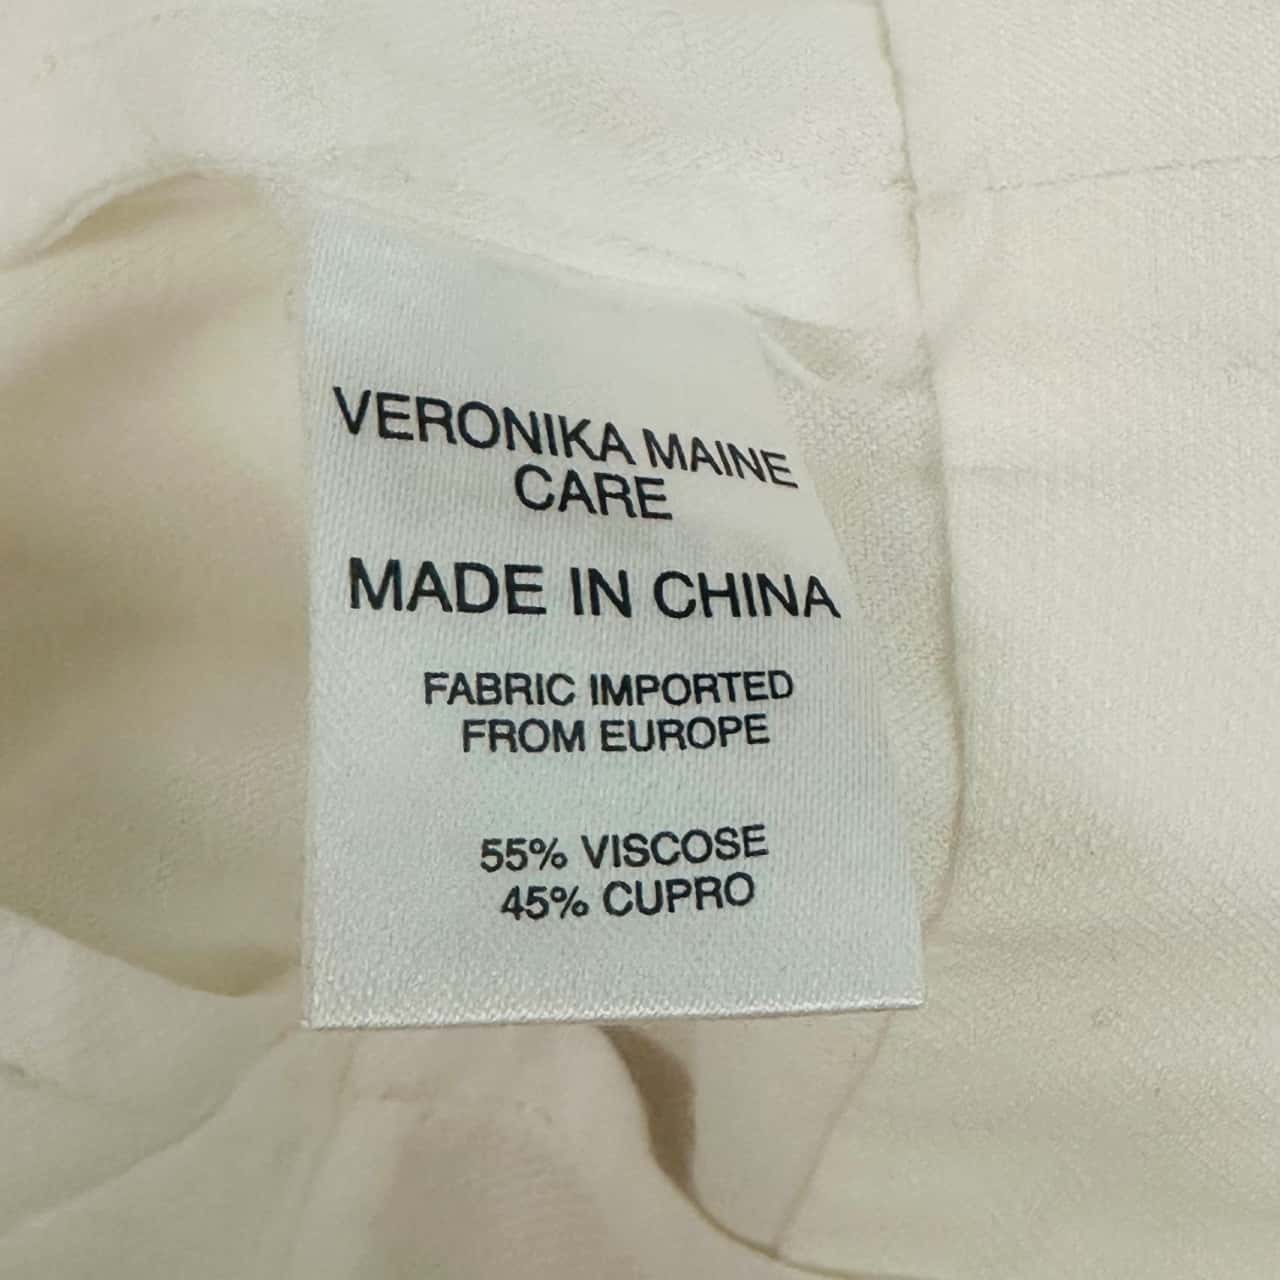 VERONIKA MAINE
CARE
MADE IN CHINA
FABRIC IMPORTED
FROM EUROPE
55% VISCOSE
45% CUPRO